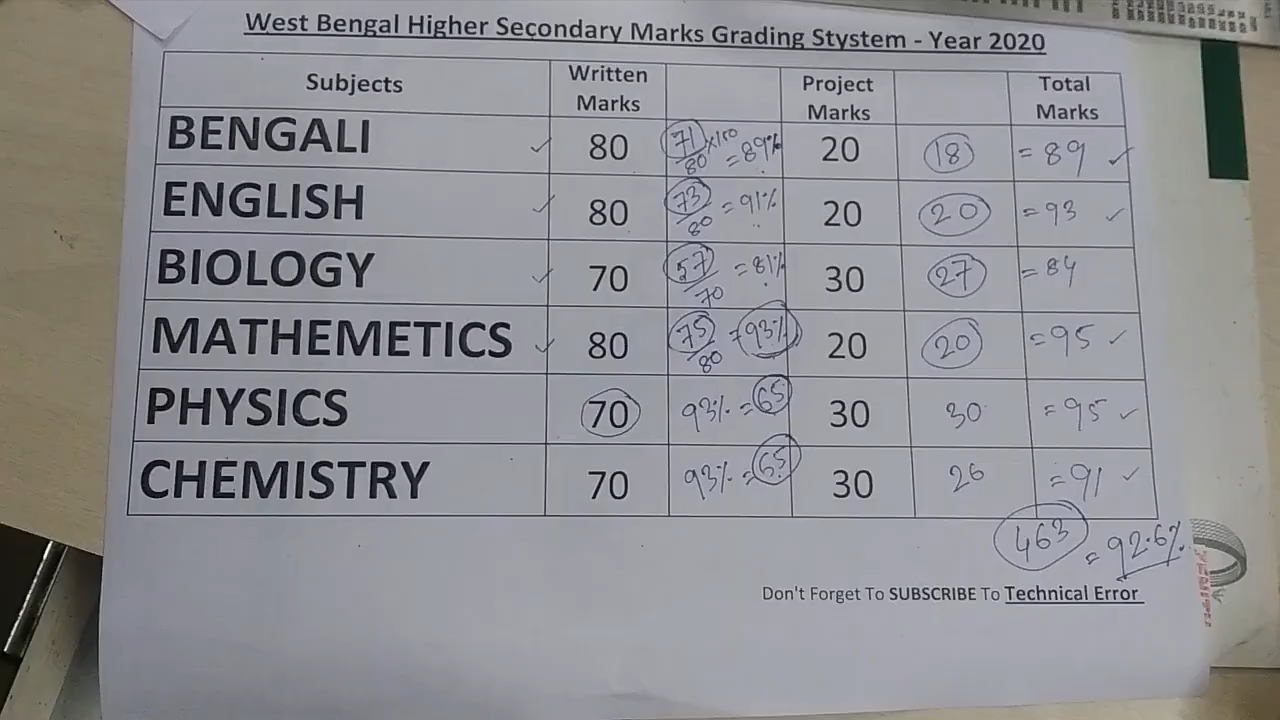 West Bengal Higher Secondary Marks Grading Stystem - Year 2020
Subjects Written Marks Project Marks Total Marks
BENGALI 80 71/80 ×100 = 89% 20 18 = 89
ENGLISH 80 73/80 = 91% 20 20 = 93
BIOLOGY 70 57/70 = 81% 30 27 = 84
MATHEMETICS 80 75/80 = 93% 20 20 = 95
PHYSICS 70 93% = 65 30 30 = 95
CHEMISTRY 70 93% = 65 30 26 = 91
463 = 92.6%
Don't Forget To SUBSCRIBE To Technical Error